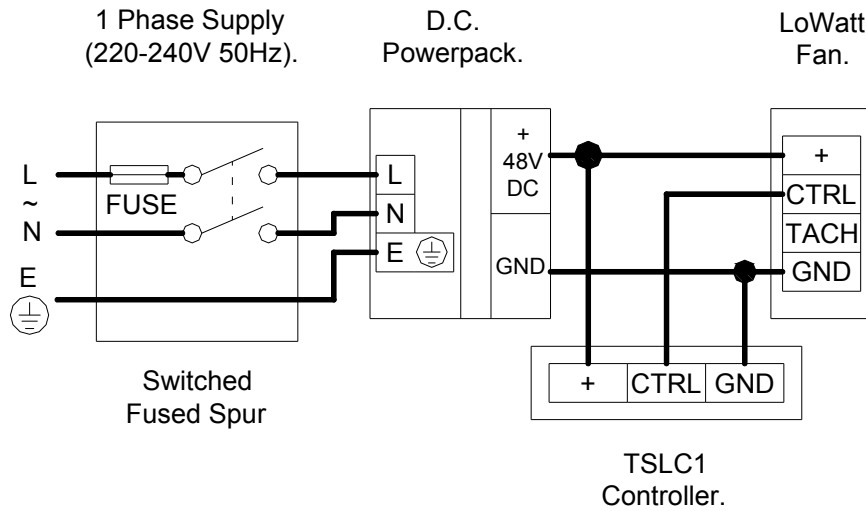 1 Phase Supply
(220-240V 50Hz).
D.C.
Powerpack.
LoWatt
Fan.
L
~
N
E
FUSE
L
N
E
+
48V
DC
GND
+
CTRL
TACH
GND
+
CTRL
GND
Switched
Fused Spur
TSLC1
Controller.